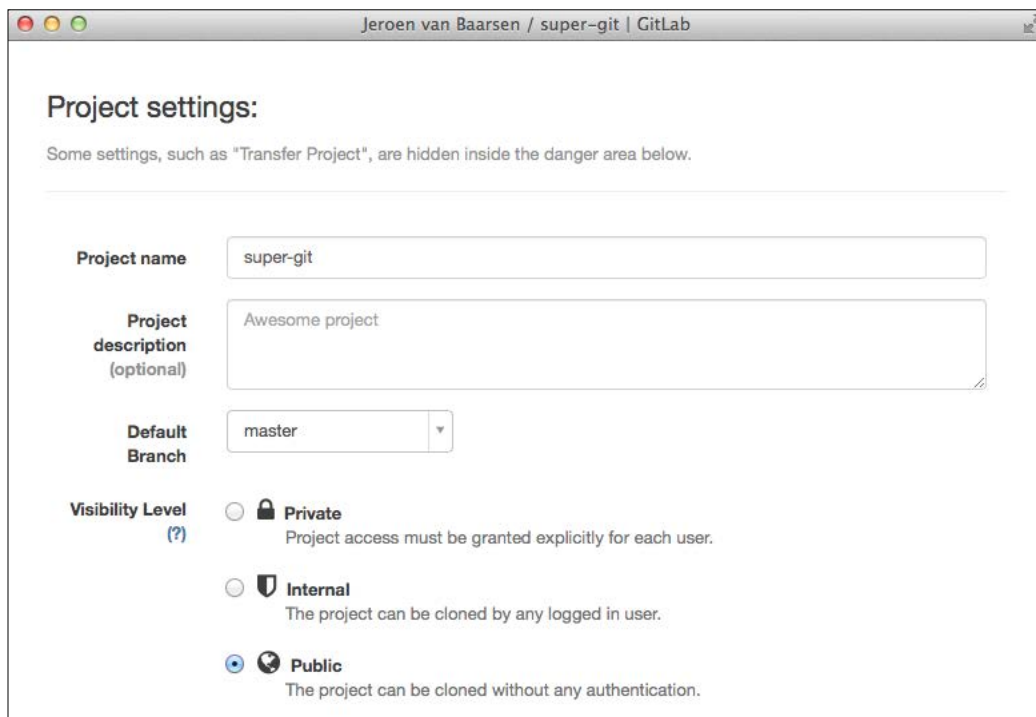 Jeroen van Baarsen / super-git | GitLab
Project settings:
Some settings, such as "Transfer Project", are hidden inside the danger area below.
Project name
super-git
Project
description
(optional)
Awesome project
Default
Branch
master
Visibility Level
(?)
Private
Project access must be granted explicitly for each user.
Internal
The project can be cloned by any logged in user.
Public
The project can be cloned without any authentication.